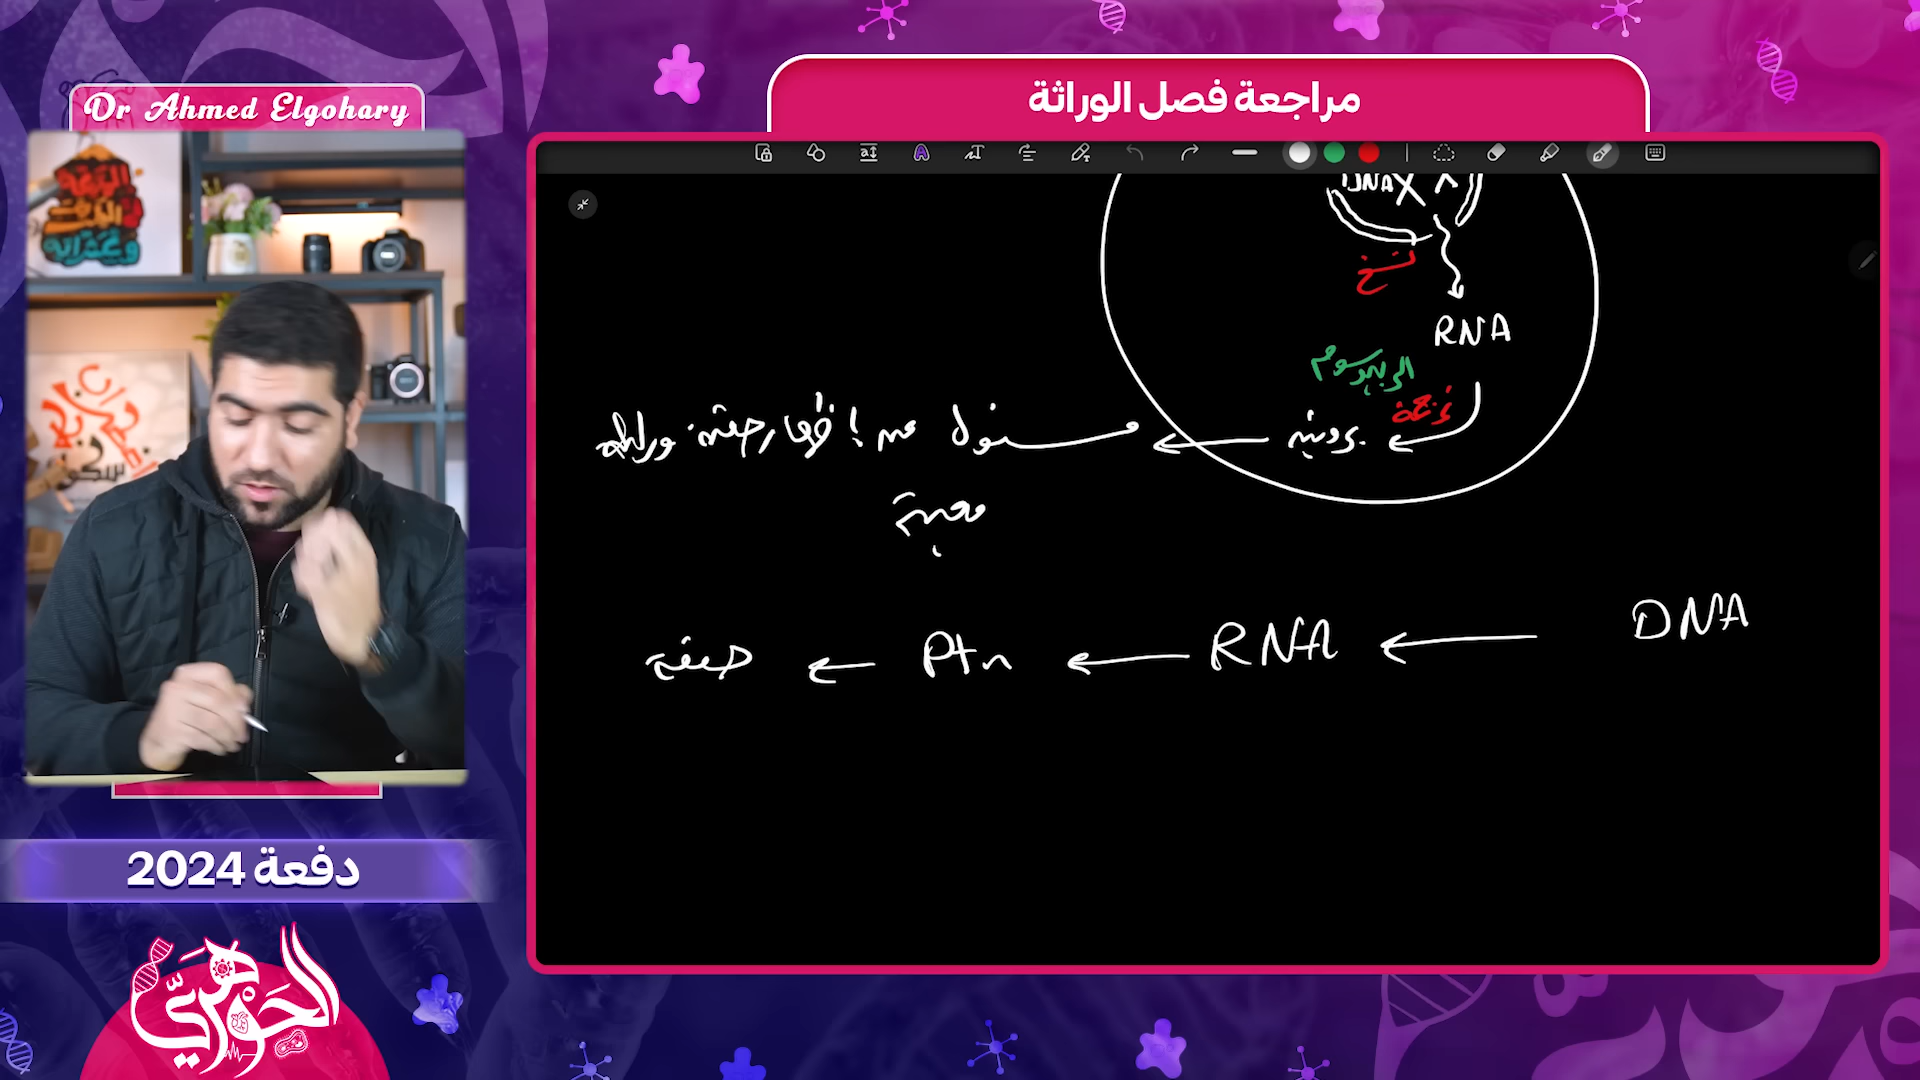 Dr Ahmed Elgohary
مراجعة فصل الوراثة
DNA
نسخ
RNA
الريبوسوم
ترجمة
بروتين
مسئول عن إظهار صفة وراثية
معينة
DNA ← RNA ← Ptn ← صفة
دفعة 2024
الجوهري